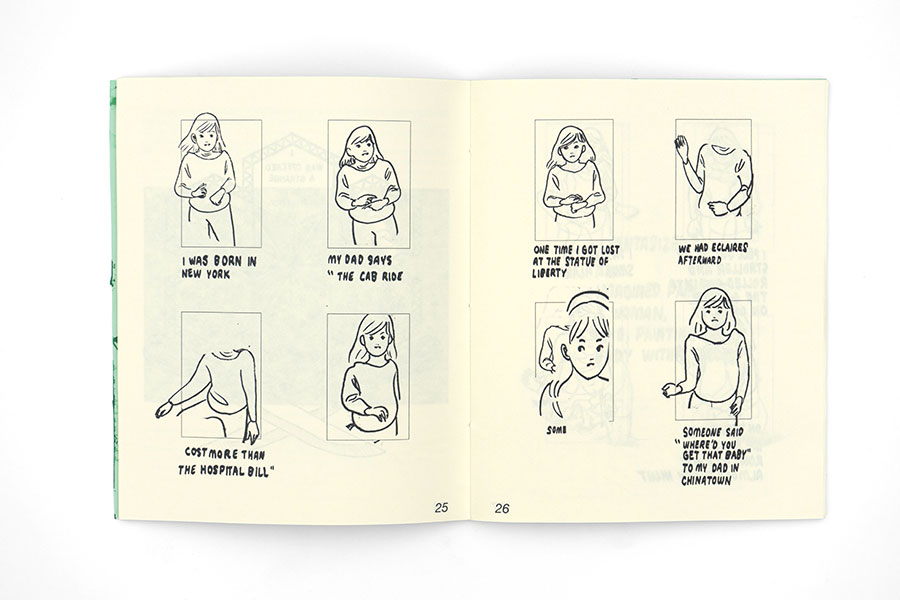 I WAS BORN IN
NEW YORK
MY DAD SAYS
"THE CAB RIDE
COST MORE THAN
THE HOSPITAL BILL"
25
ONE TIME I GOT LOST
AT THE STATUE OF
LIBERTY
WE HAD ECLAIRES
AFTERWARD
SOME
SOMEONE SAID
"WHERE'D YOU
GET THAT BABY"
TO MY DAD IN
CHINATOWN
26